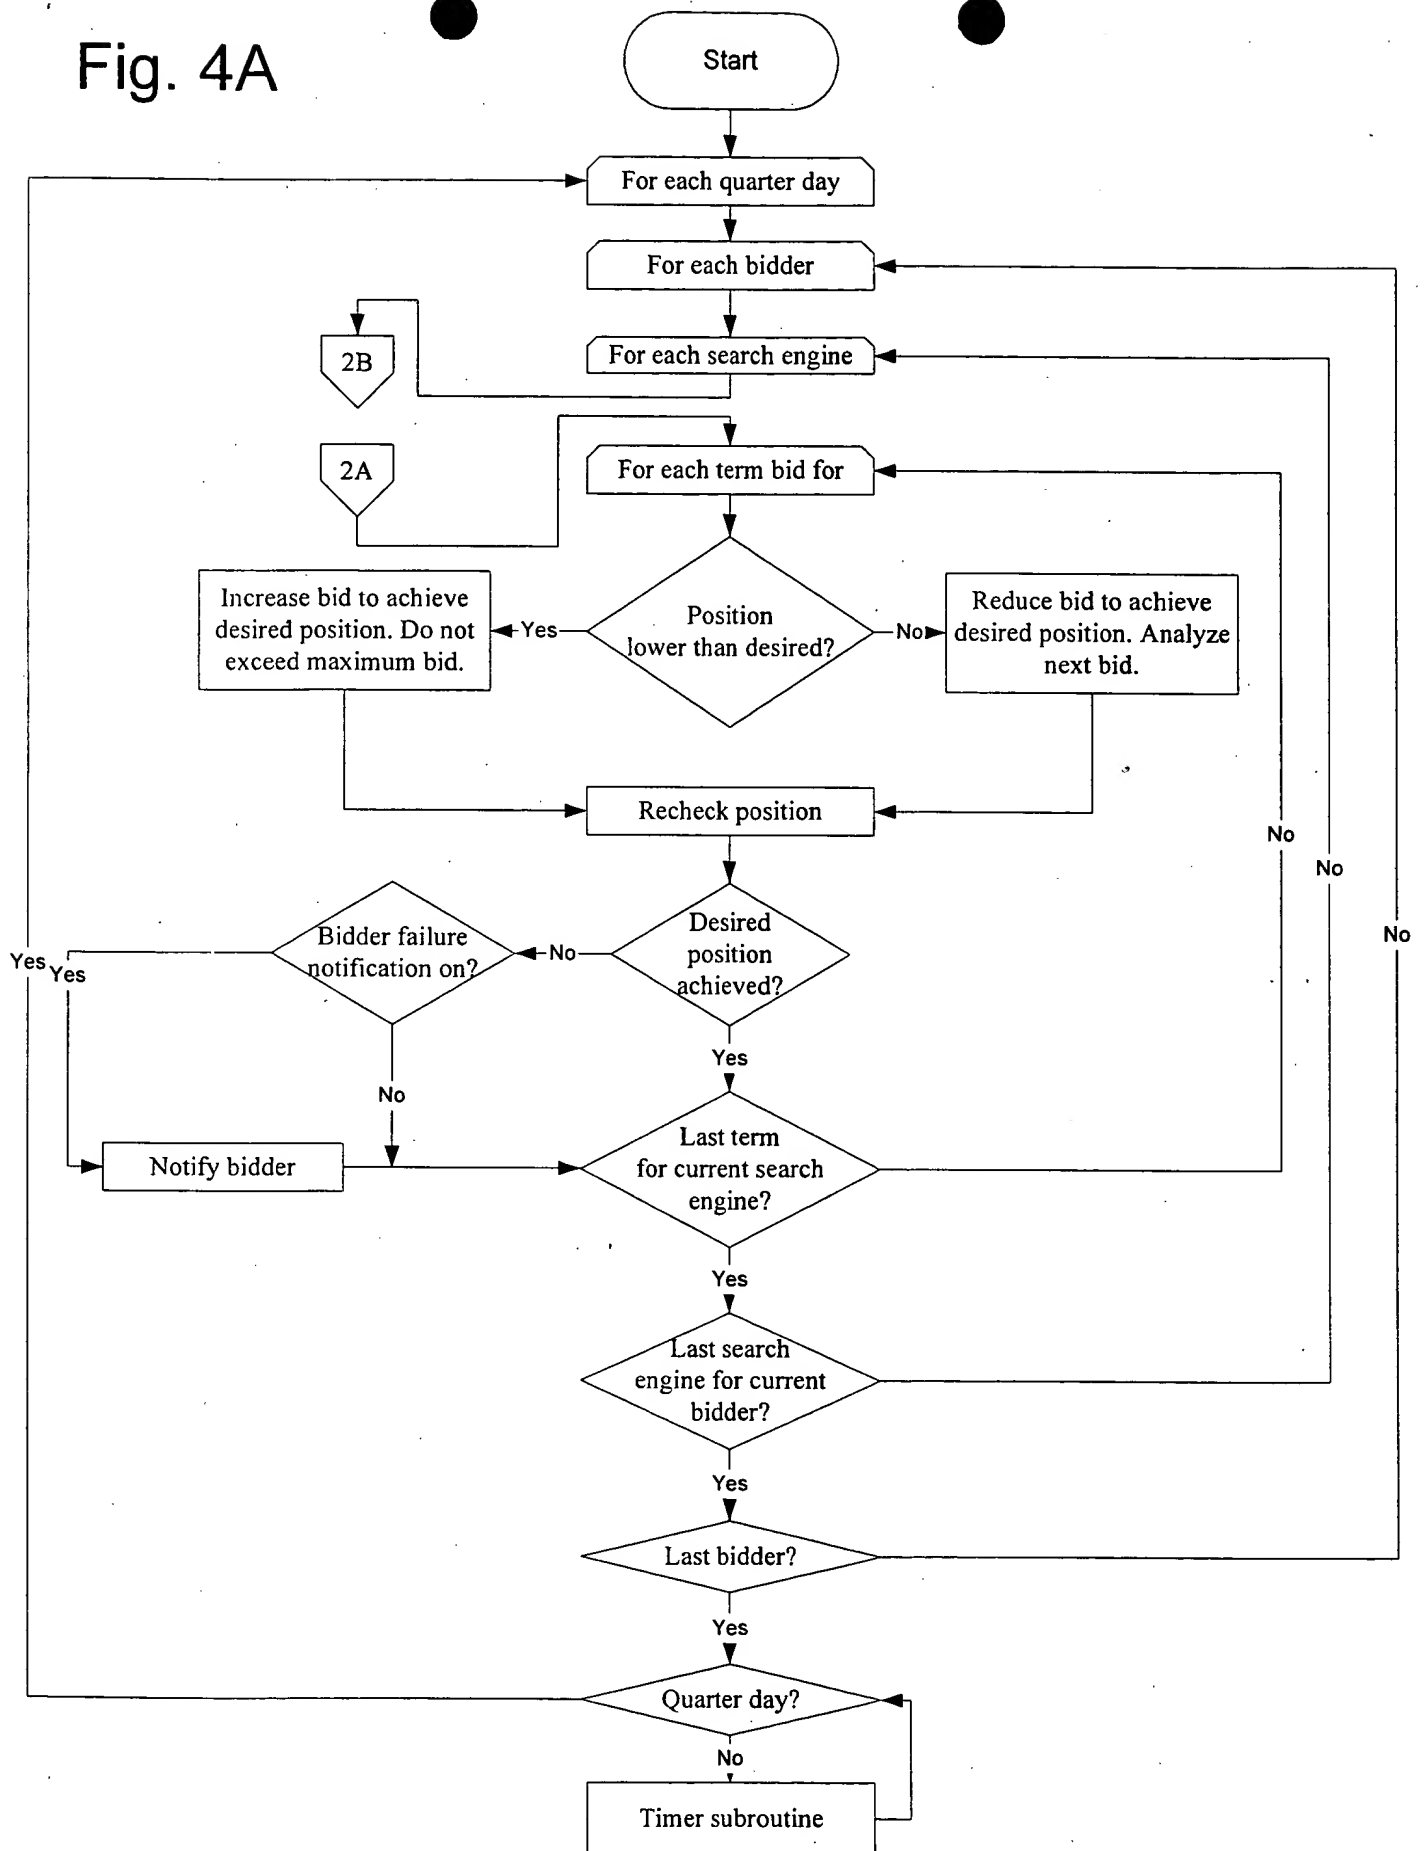 Fig. 4A
Start
For each quarter day
For each bidder
For each search engine
2B
2A
For each term bid for
Increase bid to achieve
desired position. Do not
exceed maximum bid.
Yes
Position
lower than desired?
No
Reduce bid to achieve
desired position. Analyze
next bid.
Recheck position
No
No
No
Bidder failure
notification on?
No
Desired
position
achieved?
Yes
Yes
Yes
No
Notify bidder
Last term
for current search
engine?
Yes
Last search
engine for current
bidder?
Yes
Last bidder?
Yes
Quarter day?
No
Timer subroutine